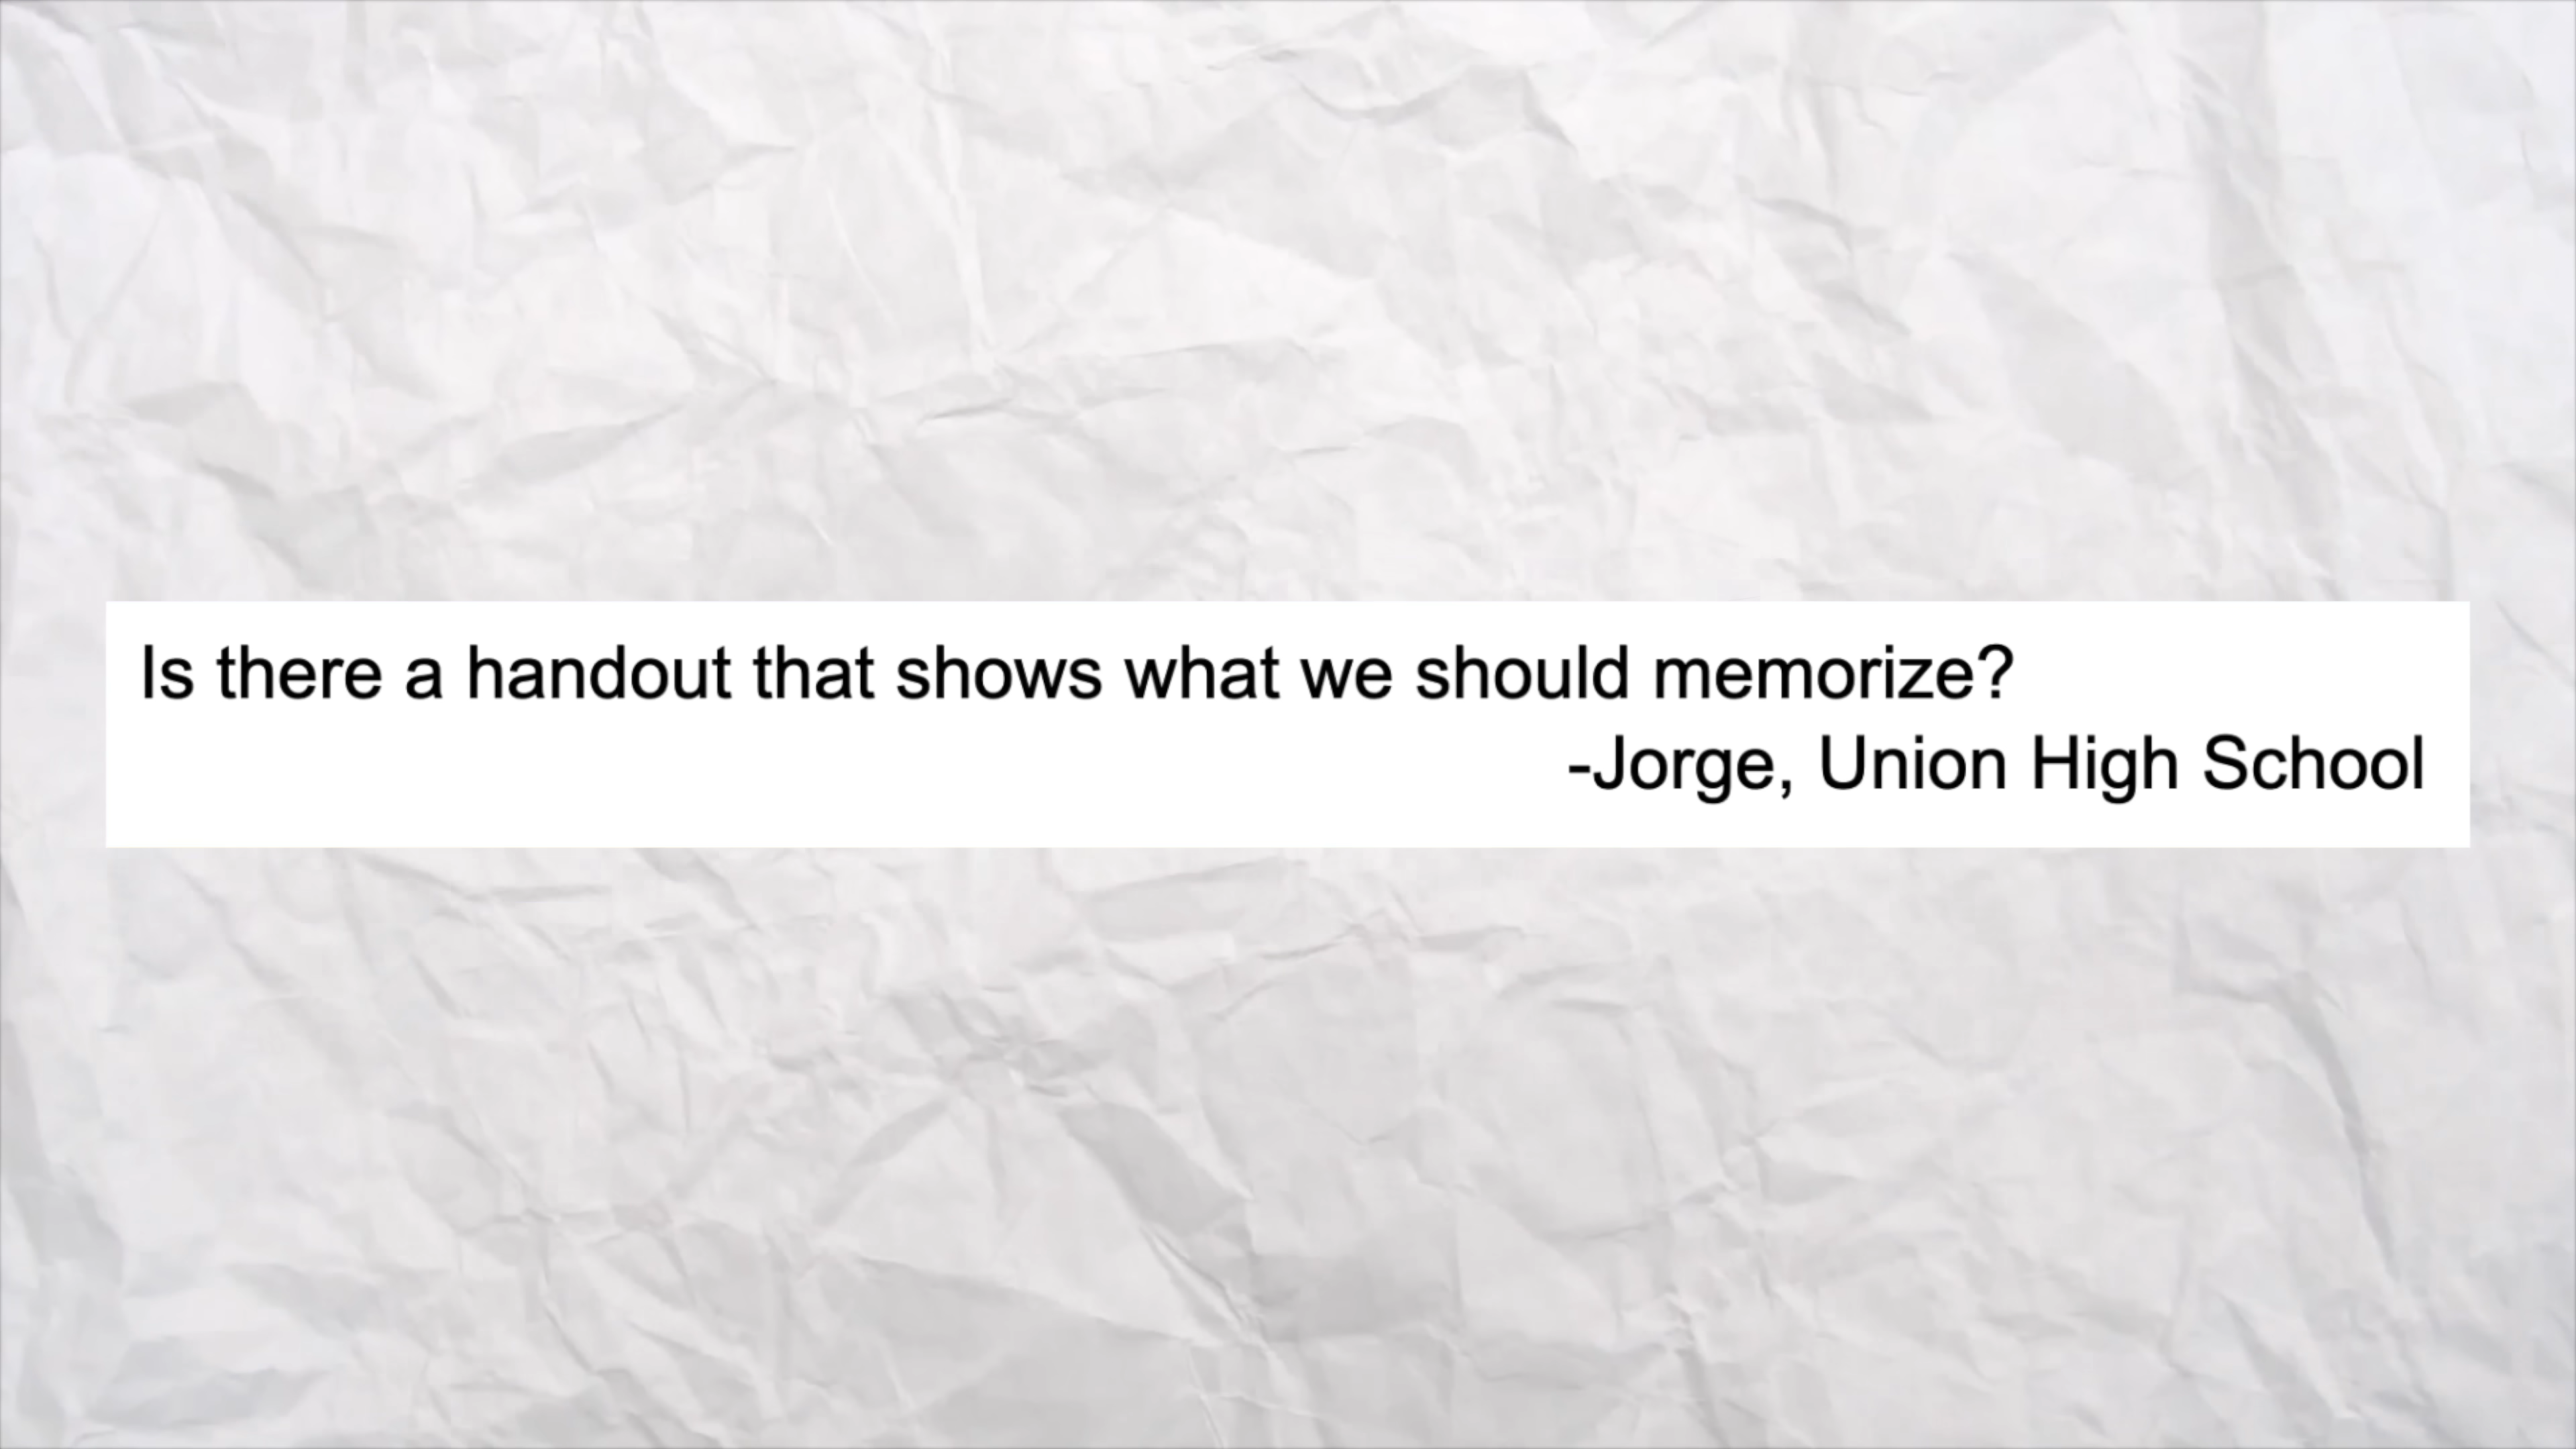 Is there a handout that shows what we should memorize?
-Jorge, Union High School